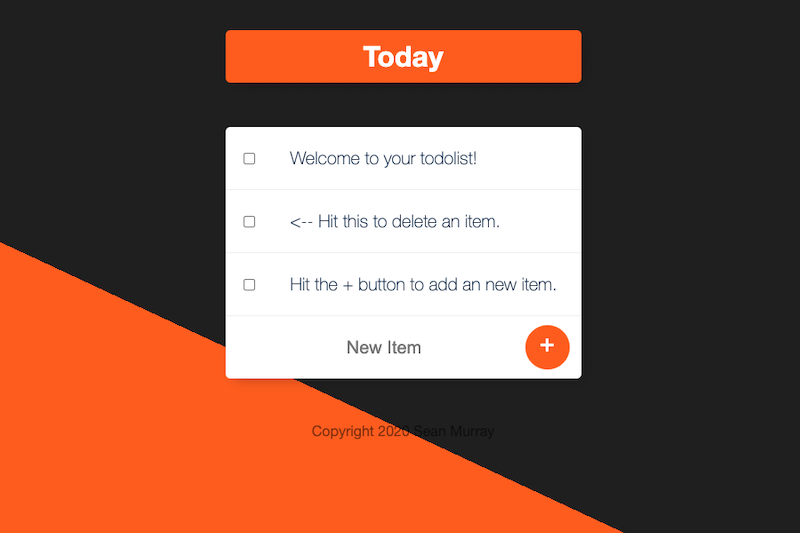 Today
Welcome to your todolist!
<-- Hit this to delete an item.
Hit the + button to add an new item.
New Item
+
Copyright 2020 Sean Murray